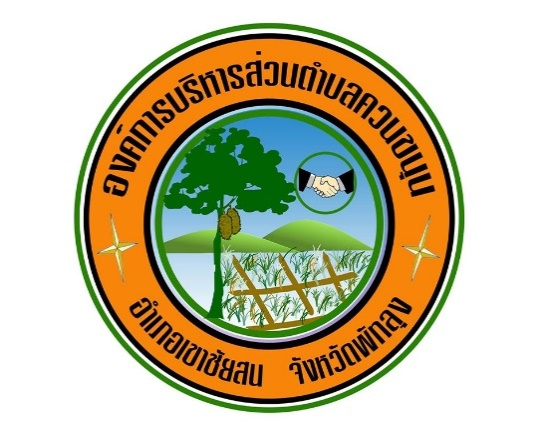 องค์การบริหารส่วนตำบลควนขนุน
อำเภอเขาชัยสน จังหวัดพัทลุง